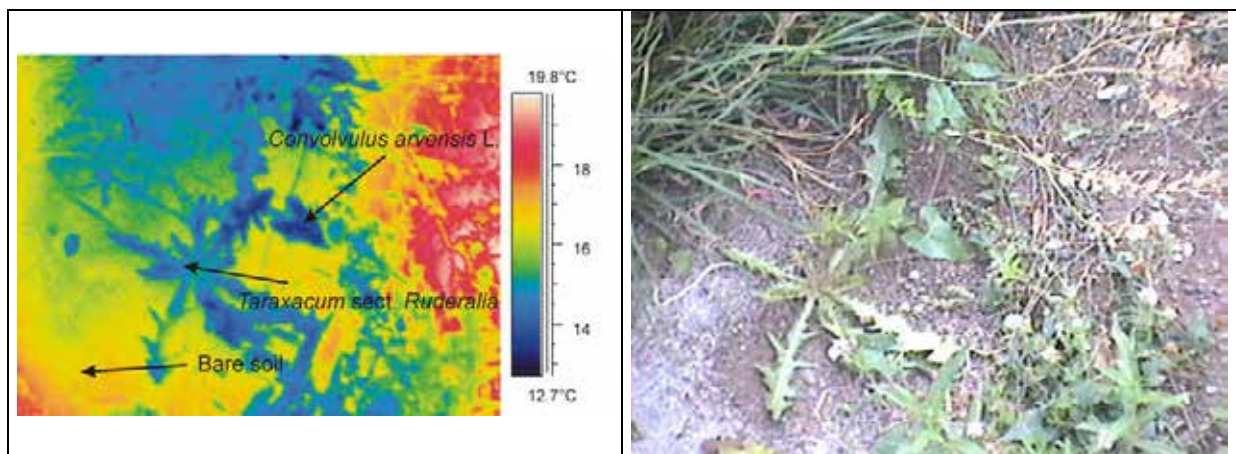 19.8°C
Convolvulus arvensis L.
18
16
Taraxacum sect. Ruderalia
14
Bare soil
12.7°C